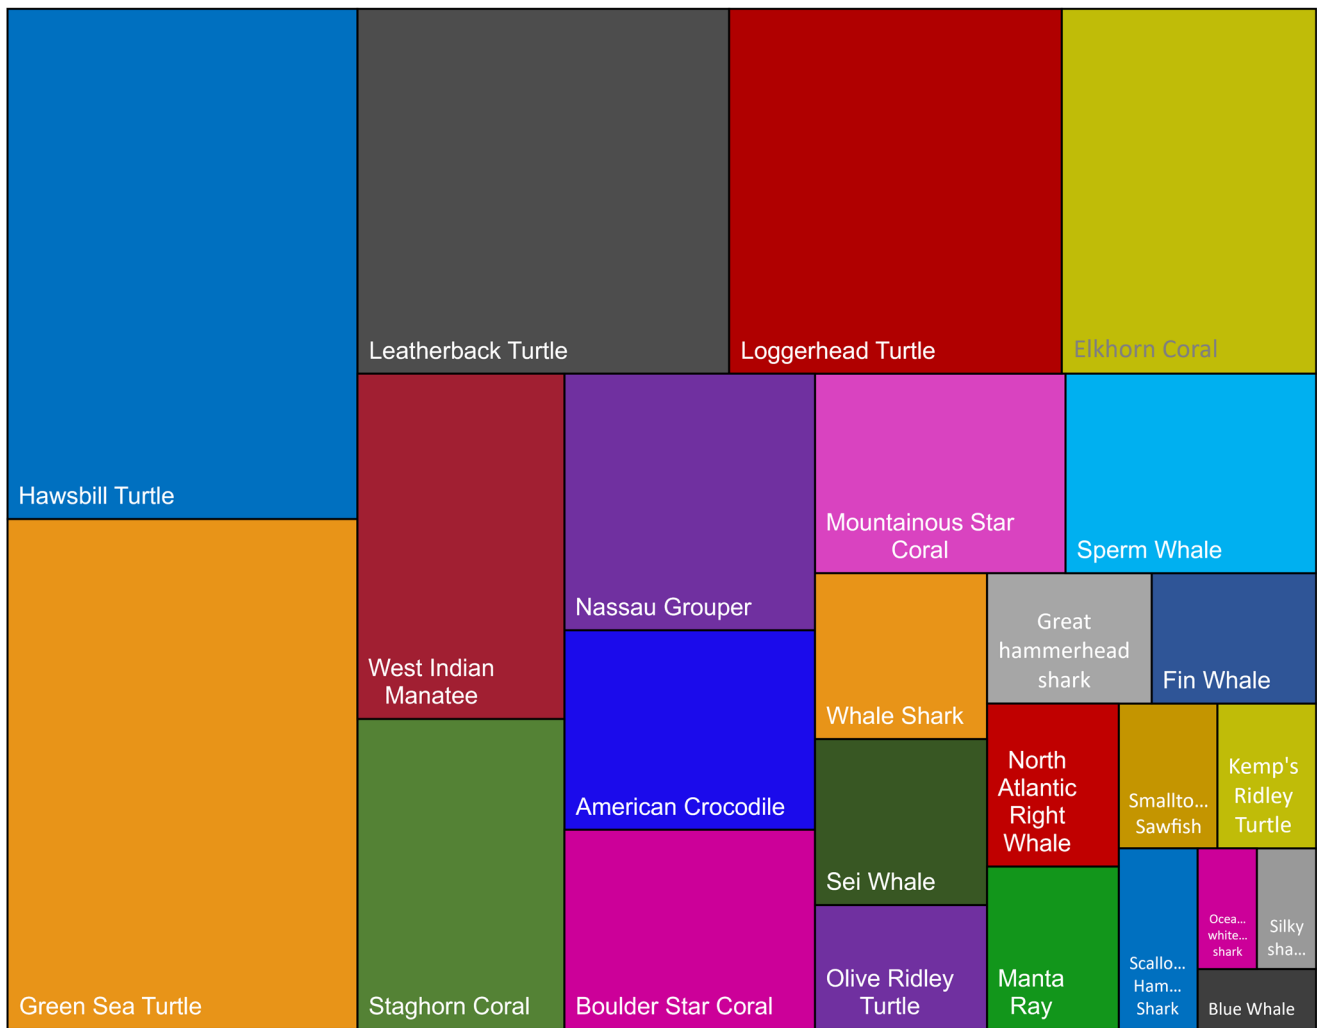 Leatherback Turtle
Loggerhead Turtle
Elkhorn Coral
Hawsbill Turtle
Mountainous Star
Coral
Sperm Whale
Nassau Grouper
Great
hammerhead
shark
West Indian
Manatee
Fin Whale
Whale Shark
North
Atlantic
Right
Whale
Kemp's
Ridley
Turtle
Smallto...
Sawfish
American Crocodile
Sei Whale
Green Sea Turtle
Staghorn Coral
Boulder Star Coral
Olive Ridley
Turtle
Manta
Ray
Scallo...
Ham...
Shark
Ocea...
white...
shark
Silky
sha...
Blue Whale